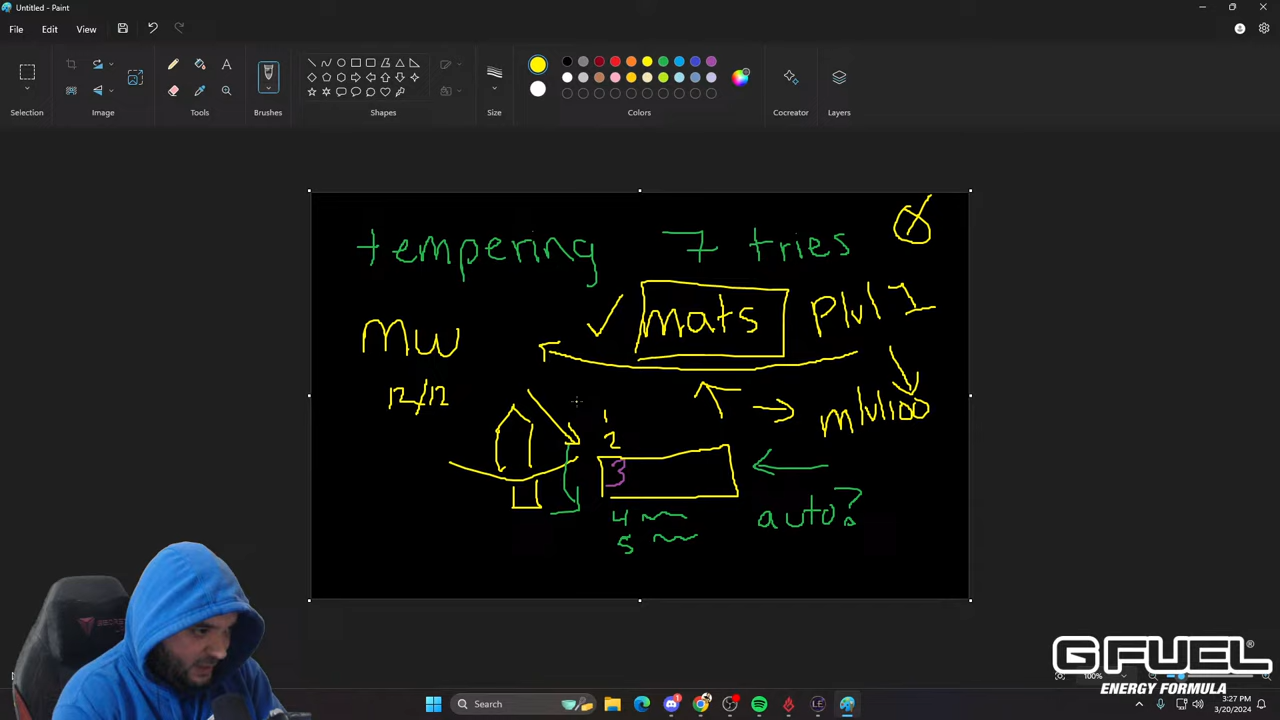 Untitled - Paint
File Edit View
Selection Image Tools Brushes Shapes Size Colors Cocreator Layers
tempering 7 tries
✓ mats Plvl 1
MW
12/12
mlvl100
1
2
3
4
5
auto?
GFUEL
ENERGY FORMULA
100%
Search
3:27 PM
3/20/2024